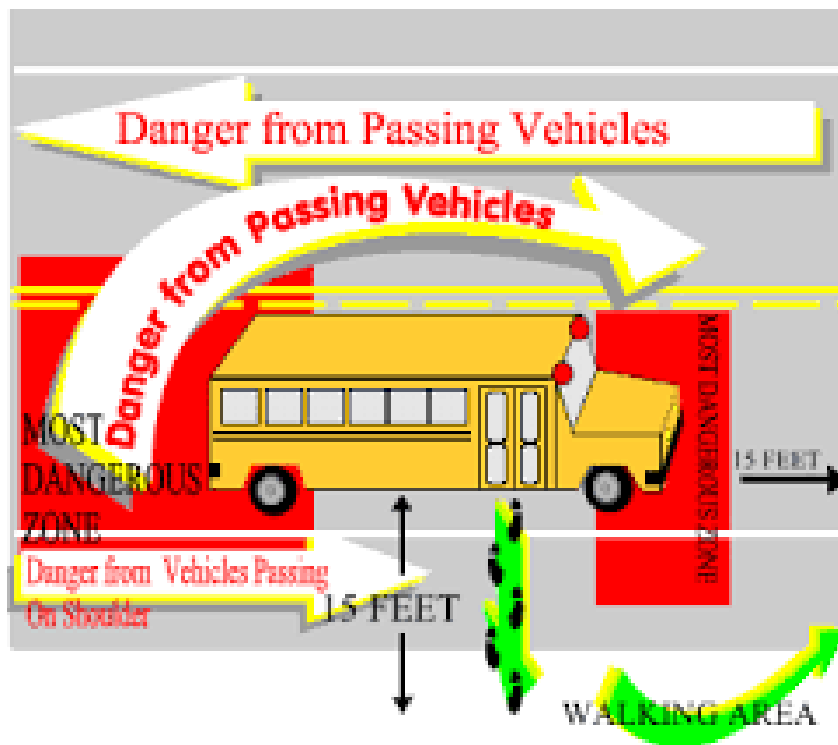 Danger from Passing Vehicles
Danger from Passing Vehicles
MOST DANGEROUS ZONE
MOST
DANGEROUS
ZONE
15 FEET
Danger from Vehicles Passing
On Shoulder
15 FEET
WALKING AREA